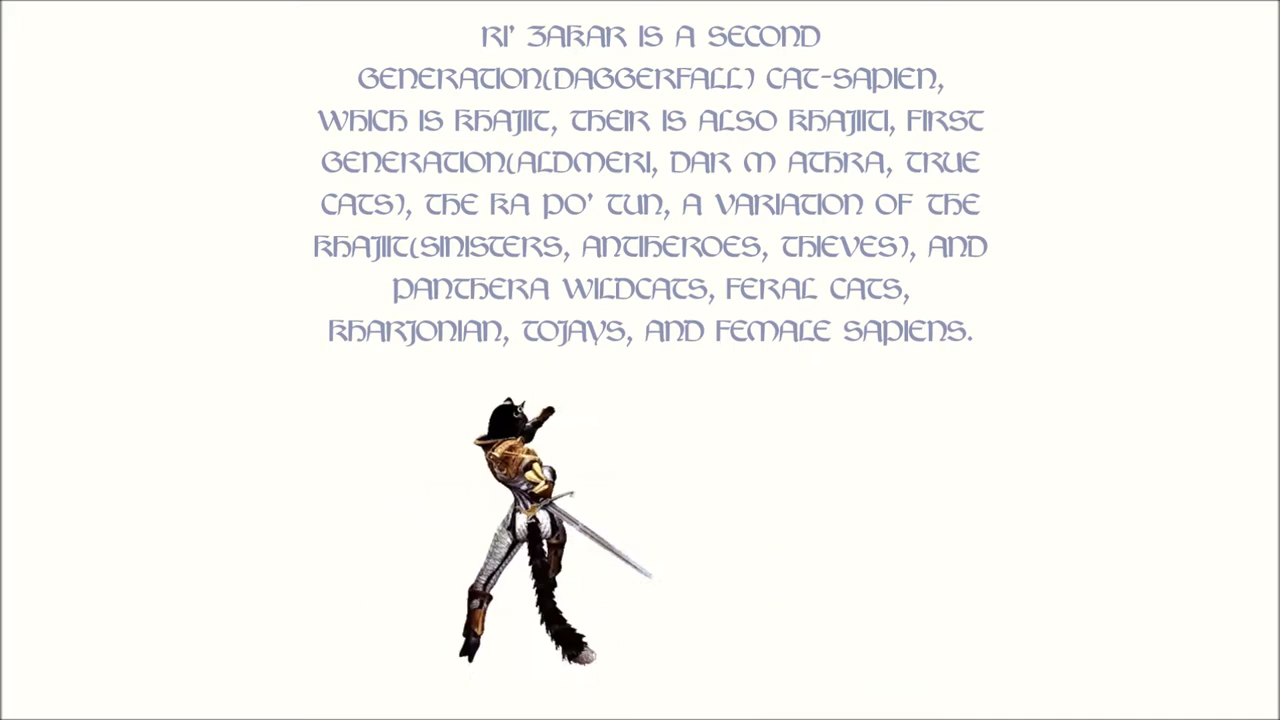 RI' ZAKAR IS A SECOND
GENERATION(DAGGERFALL) CAT-SAPIEN,
WHICH IS KHAJIIT, THEIR IS ALSO KHAJIITI, FIRST
GENERATION(ALDMERI, DAR M ATHRA, TRUE
CATS), THE KA PO' TUN, A VARIATION OF THE
KHAJIIT(SINISTERS, ANTIHEROES, THIEVES), AND
PANTHERA WILDCATS, FERAL CATS,
KHARJONIAN, TOJAYS, AND FEMALE SAPIENS.